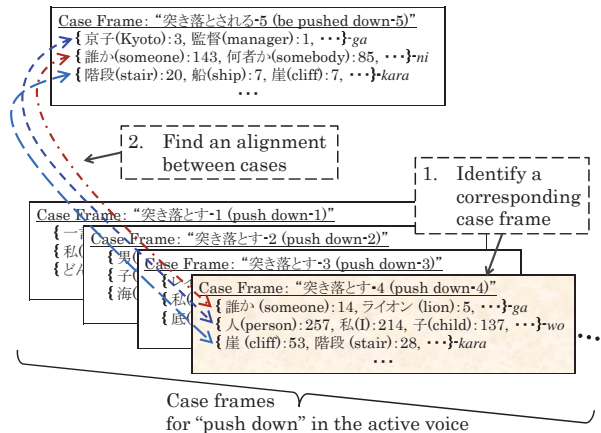 Case Frame: “突き落とされる-5 (be pushed down-5)”
{ 京子(Kyoto): 3, 監督(manager): 1, ・・・}-ga
{ 誰か(someone): 143, 何者か(somebody): 85, ・・・}-ni
{ 階段(stair): 20, 船(ship): 7, 崖(cliff): 7, ・・・}-kara
・・・
2. Find an alignment
between cases
1. Identify a
corresponding
case frame
Case Frame: “突き落とす-1 (push down-1)”
{ 一
{ 私(
{ どん
Case Frame: “突き落とす-2 (push down-2)”
{ 男
{ 子(
{ 海(
Case Frame: “突き落とす-3 (push down-3)”
{ 私(
{ 底(
Case Frame: “突き落とす-4 (push down-4)”
{ 誰か (someone): 14, ライオン (lion): 5, ・・・}-ga
{ 人(person): 257, 私(I): 214, 子(child): 137, ・・・}-wo
{ 崖 (cliff): 53, 階段 (stair): 28, ・・・}-kara
・・・
・・・
Case frames
for “push down” in the active voice